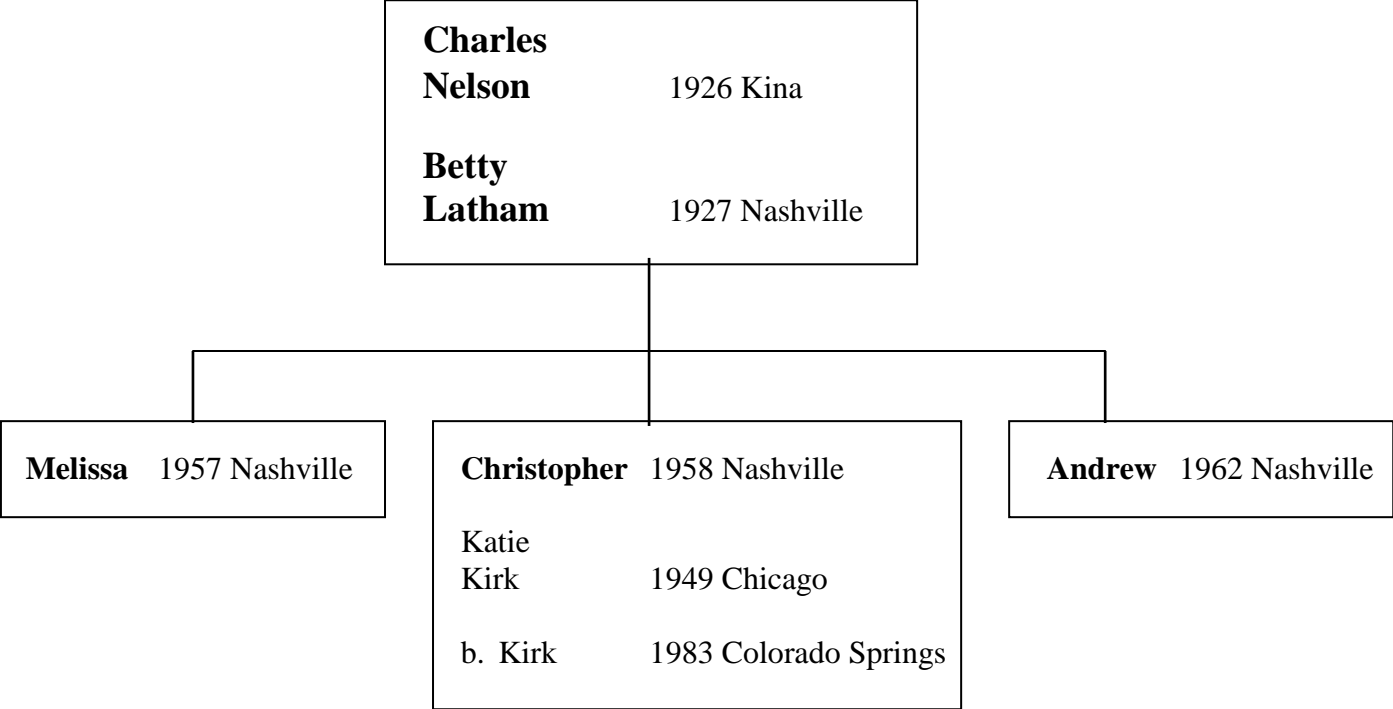 Charles
Nelson 1926 Kina
Betty
Latham 1927 Nashville
Melissa 1957 Nashville
Christopher 1958 Nashville
Andrew 1962 Nashville
Katie
Kirk 1949 Chicago
b. Kirk 1983 Colorado Springs